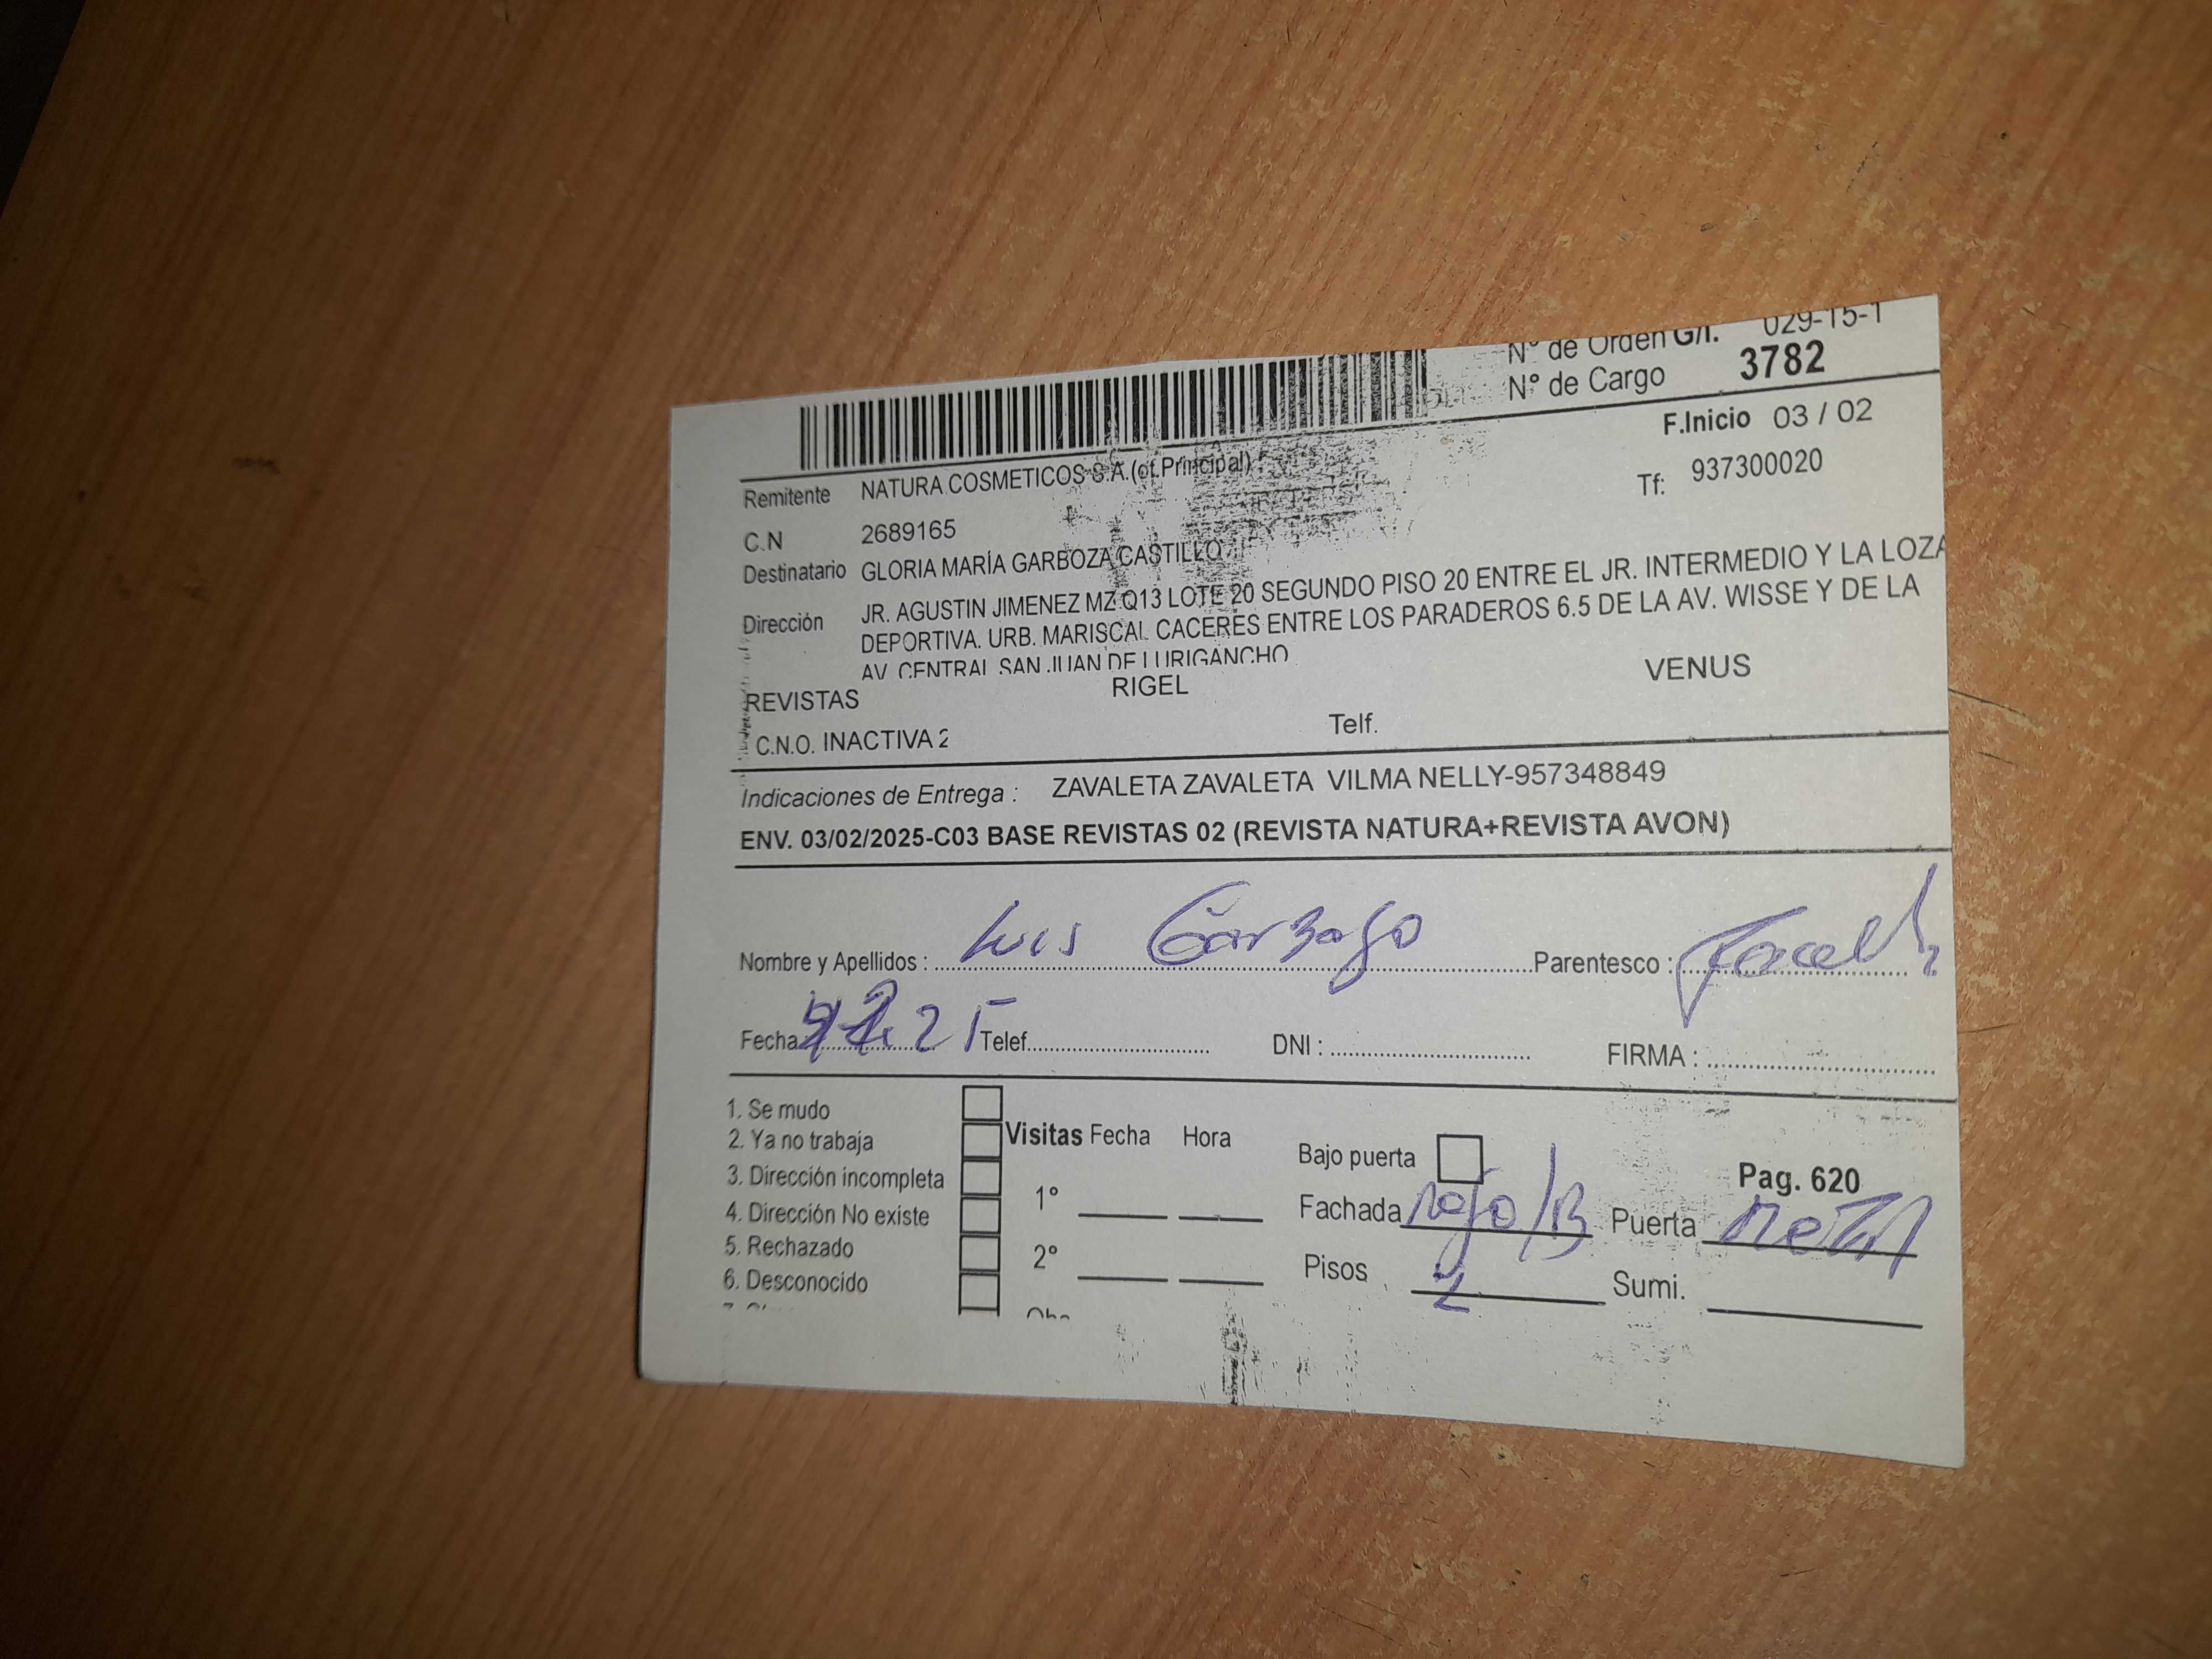 Nº de Orden G/I. 029-15-1
Nº de Cargo 3782
F.Inicio 03 / 02
Remitente NATURA COSMETICOS S.A.(ct.Principal) Tf: 937300020
C.N 2689165
Destinatario GLORIA MARÍA GARBOZA CASTILLO
Dirección JR. AGUSTIN JIMENEZ MZ Q13 LOTE 20 SEGUNDO PISO 20 ENTRE EL JR. INTERMEDIO Y LA LOZA
DEPORTIVA. URB. MARISCAL CACERES ENTRE LOS PARADEROS 6.5 DE LA AV. WISSE Y DE LA
AV. CENTRAL SAN JUAN DE LURIGANCHO
REVISTAS RIGEL VENUS
C.N.O. INACTIVA 2 Telf.
Indicaciones de Entrega : ZAVALETA ZAVALETA VILMA NELLY-957348849
ENV. 03/02/2025-C03 BASE REVISTAS 02 (REVISTA NATURA+REVISTA AVON)
Nombre y Apellidos : Luis Parentesco :
Fecha 25 Telef. DNI : FIRMA :
1. Se mudo
2. Ya no trabaja Visitas Fecha Hora Bajo puerta
3. Dirección incompleta 1º Pag. 620
4. Dirección No existe Fachada Puerta
5. Rechazado 2º Pisos 2 Sumi.
6. Desconocido